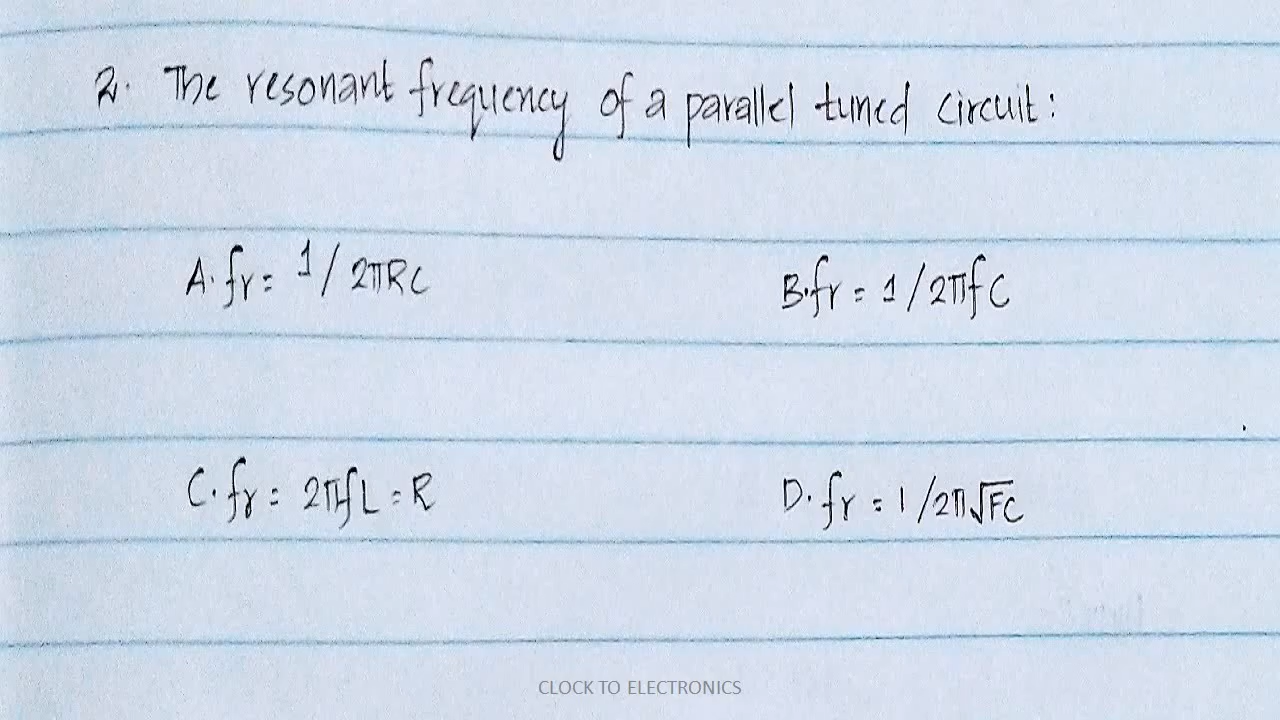 2. The resonant frequency of a parallel tuned circuit:
A. fr = 1/2πRC
B. fr = 1/2πfC
C. fr = 2πfL = R
D. fr = 1/2π√FC
CLOCK TO ELECTRONICS